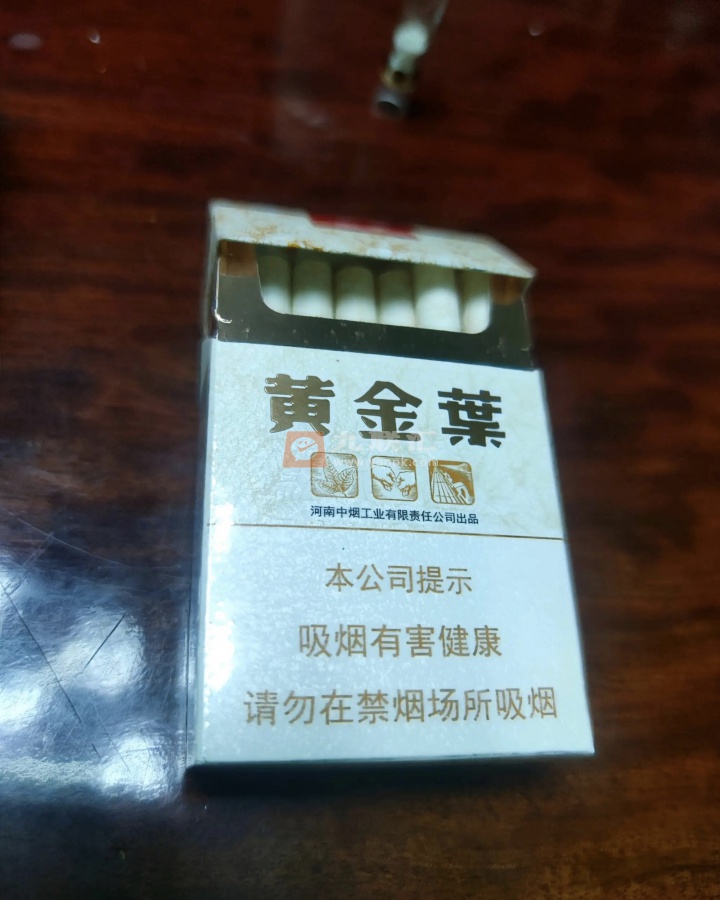 黄金葉
河南中烟工业有限责任公司出品
本公司提示
吸烟有害健康
请勿在禁烟场所吸烟